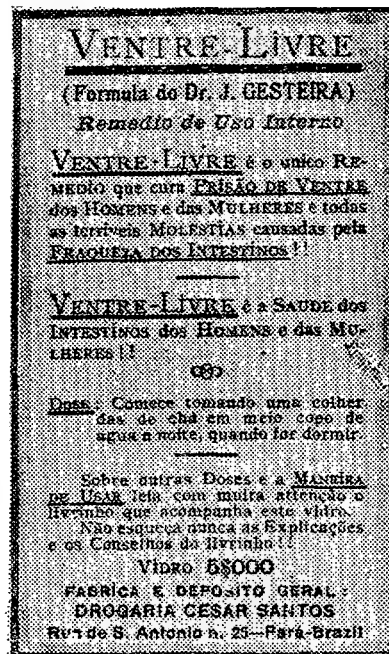 VENTRE-LIVRE
(Formula do Dr. J. GESTEIRA)
Remedio de Uso Interno
VENTRE-LIVRE é o unico RE-
MEDIO que cura PRISÃO DE VENTRE
dos HOMENS e das MULHERES e todas
as terriveis MOLESTIAS causadas pela
FRAQUEZA DOS INTESTINOS!!
VENTRE-LIVRE é a SAUDE dos
INTESTINOS dos HOMENS e das MU-
LHERES!!
DOSE: Comece tomando uma colher
das de chá em meio copo de
agua á noite, quando for dormir.
Sobre outras Doses e a MANEIRA
DE USAR leia com muita attenção o
livrinho que acompanha este vidro.
Não esqueça nunca as Explicações
e os Conselhos do livrinho!!
VIDRO 5$000
FABRICA E DEPOSITO GERAL:
DROGARIA CESAR SANTOS
Rua de S. Antonio n. 25—Pará-Brazil